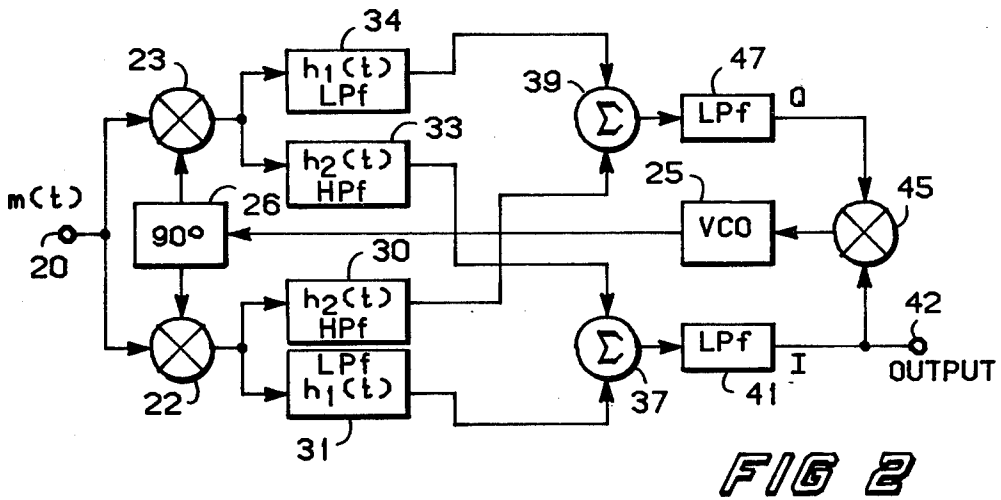 34
23
h1(t)
LPf
39
47
LPf
Q
33
Σ
h2(t)
HPf
m(t)
26
25
45
20
90°
VCO
30
h2(t)
HPf
42
22
LPf
h1(t)
Σ
37
LPf
I
41
OUTPUT
31
FIG 2